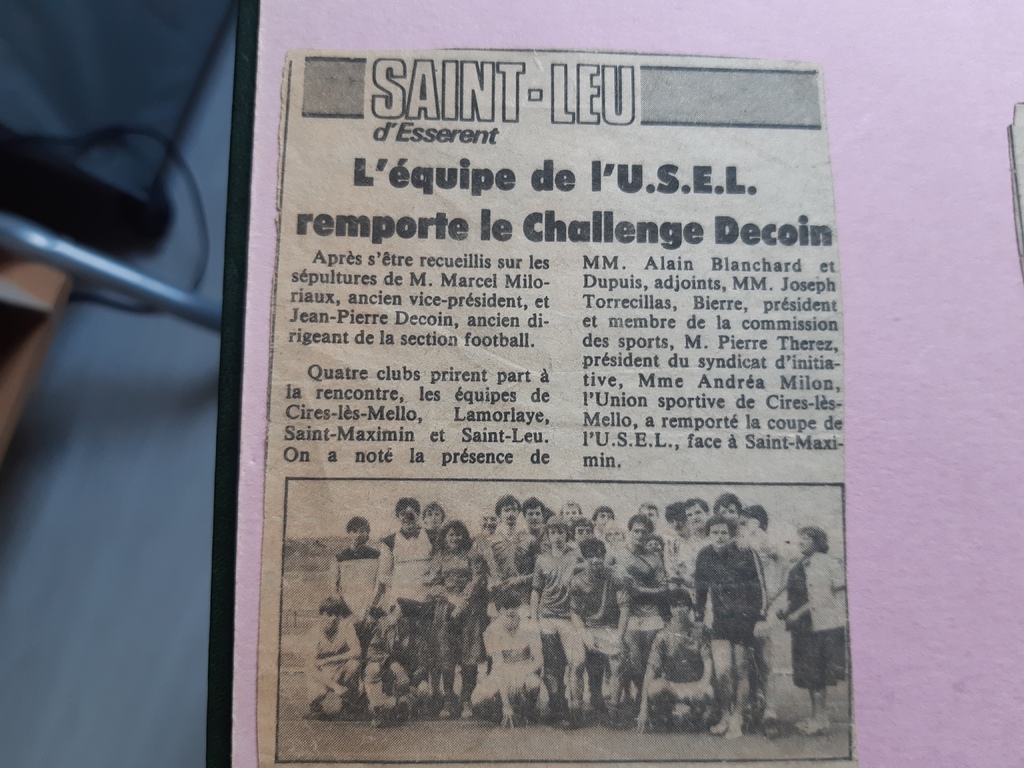 SAINT-LEU
d'Esserent
L'équipe de l'U.S.E.L.
remporte le Challenge Decoin
Après s'être recueillis sur les
sépultures de M. Marcel Milo-
riaux, ancien vice-président, et
Jean-Pierre Decoin, ancien di-
rigeant de la section football.
Quatre clubs prirent part à
la rencontre, les équipes de
Cires-lès-Mello, Lamorlaye,
Saint-Maximin et Saint-Leu.
On a noté la présence de
MM. Alain Blanchard et
Dupuis, adjoints, MM. Joseph
Torrecillas, Bierre, président
et membre de la commission
des sports, M. Pierre Therez,
président du syndicat d'initia-
tive, Mme Andréa Milon,
l'Union sportive de Cires-lès-
Mello, a remporté la coupe de
l'U.S.E.L., face à Saint-Maxi-
min.